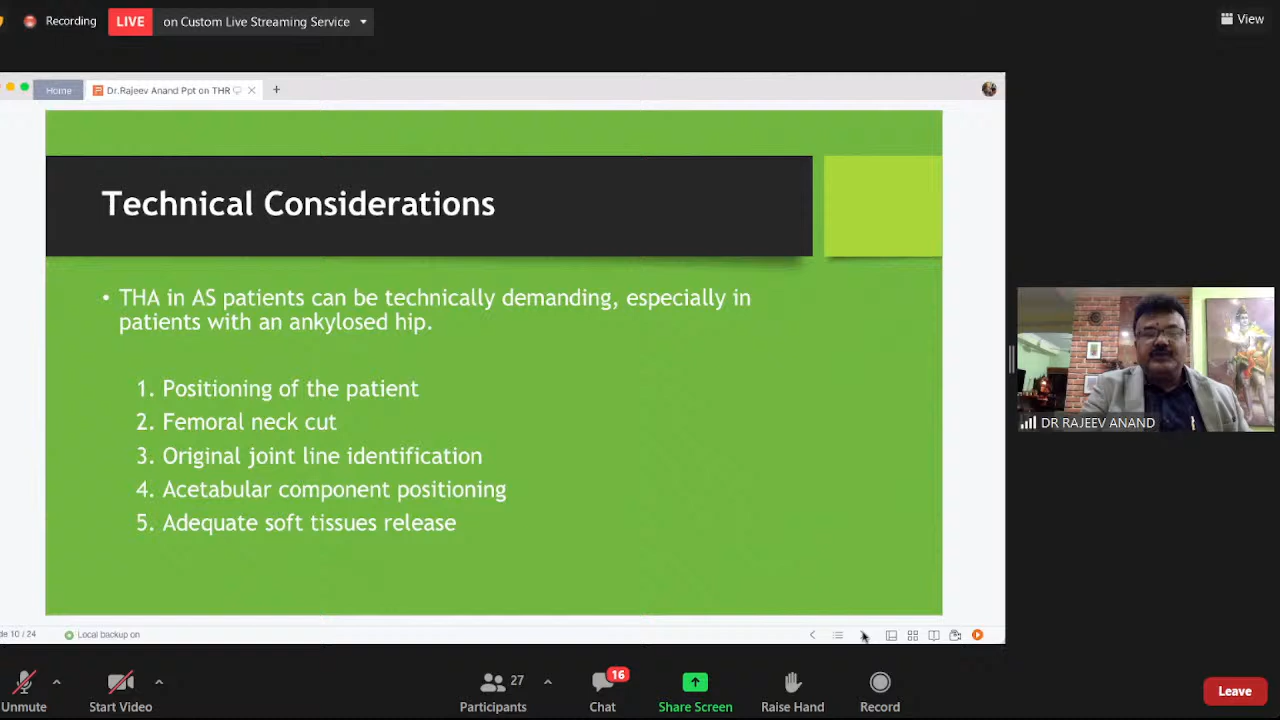 Recording
LIVE
on Custom Live Streaming Service
View
Home
Dr.Rajeev Anand Ppt on THR
Technical Considerations
• THA in AS patients can be technically demanding, especially in
patients with an ankylosed hip.
1. Positioning of the patient
2. Femoral neck cut
3. Original joint line identification
4. Acetabular component positioning
5. Adequate soft tissues release
DR RAJEEV ANAND
10 / 24
Local backup on
Unmute
Start Video
27
Participants
16
Chat
Share Screen
Raise Hand
Record
Leave